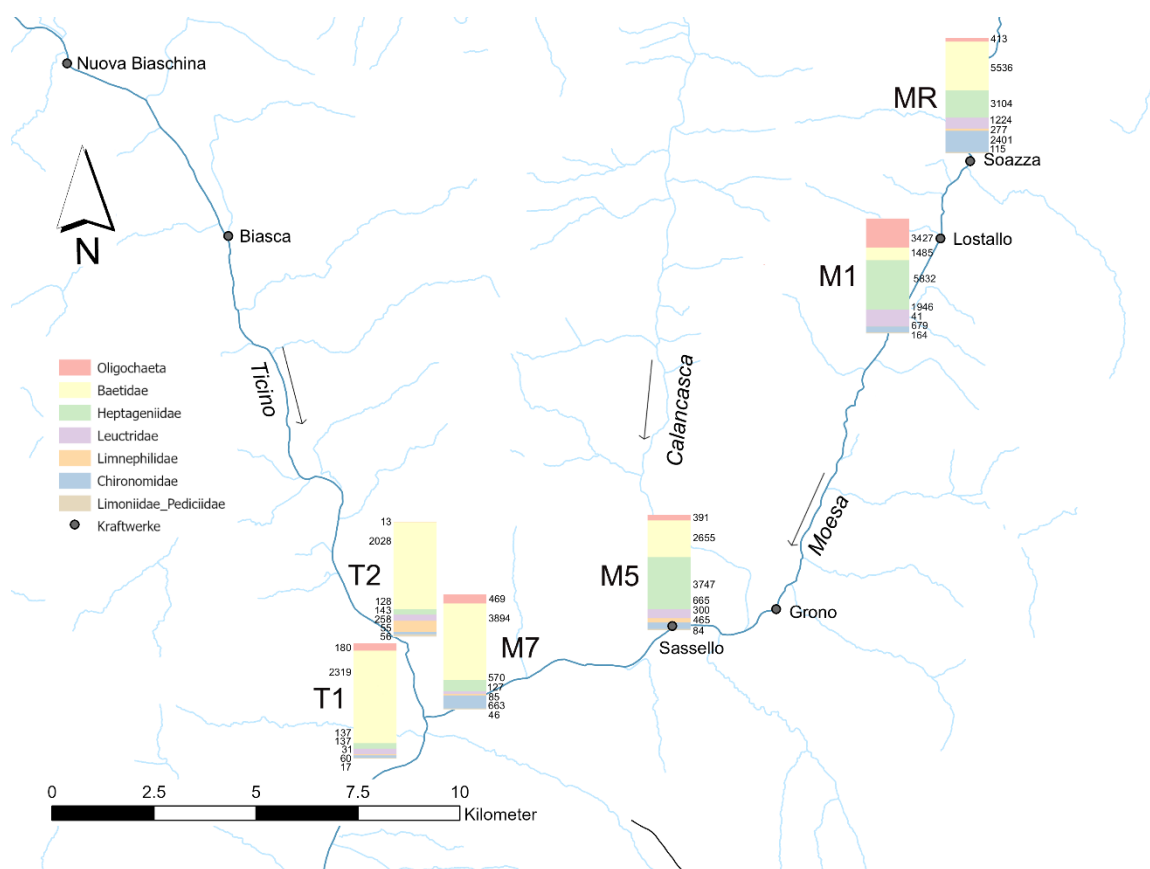 413
5536
MR
3104
1224
277
2401
115
Nuova Biaschina
Soazza
N
Biasca
Lostallo
3427
1485
M1
5832
1946
41
679
164
Oligochaeta
Baetidae
Heptageniidae
Leuctridae
Limnephilidae
Chironomidae
Limoniidae_Pediciidae
Kraftwerke
Ticino
Calancasca
Moesa
13
2028
T2
128
143
258
55
56
391
2655
M5
3747
665
300
465
84
Grono
Sassello
469
3894
M7
570
127
85
663
46
180
2319
T1
137
137
31
60
17
0 2.5 5 7.5 10
Kilometer